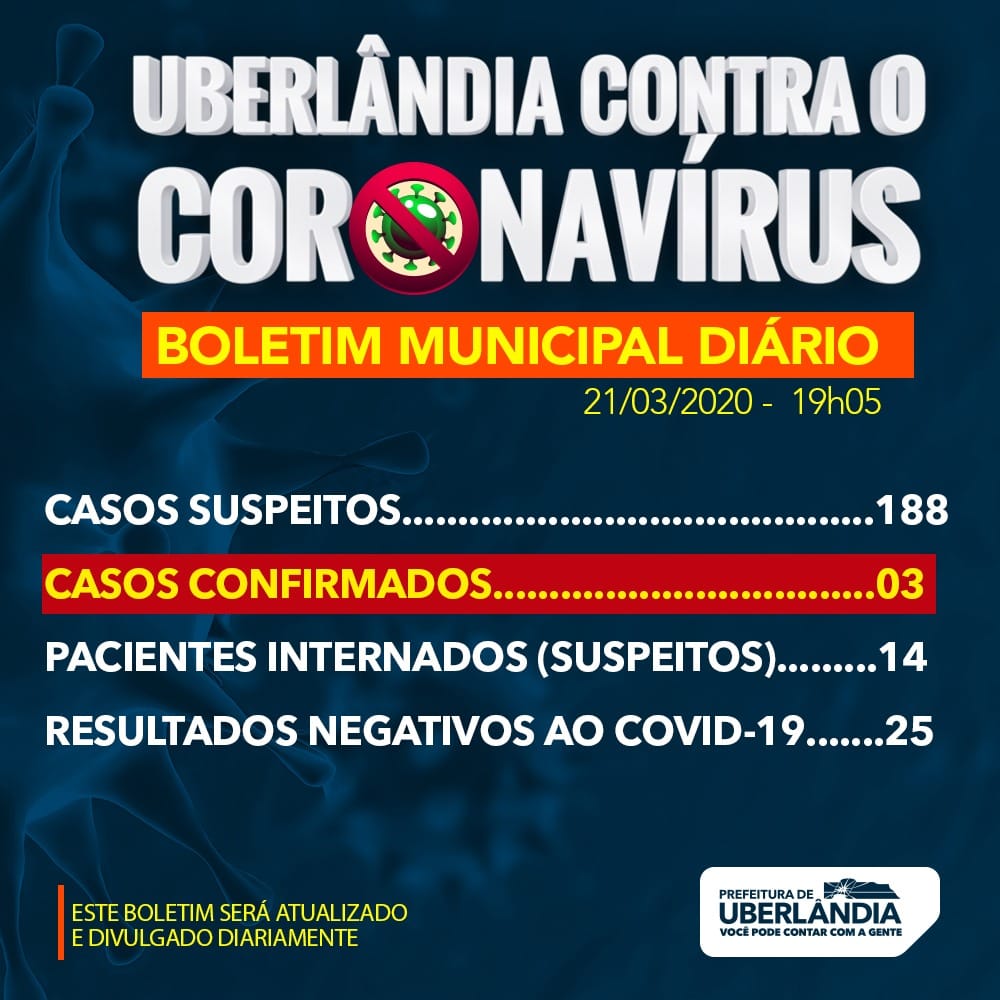 UBERLÂNDIA CONTRA O
CORONAVÍRUS
BOLETIM MUNICIPAL DIÁRIO
21/03/2020 - 19h05
CASOS SUSPEITOS..........................................188
CASOS CONFIRMADOS..................................03
PACIENTES INTERNADOS (SUSPEITOS).........14
RESULTADOS NEGATIVOS AO COVID-19.......25
ESTE BOLETIM SERÁ ATUALIZADO
E DIVULGADO DIARIAMENTE
PREFEITURA DE
UBERLÂNDIA
VOCÊ PODE CONTAR COM A GENTE